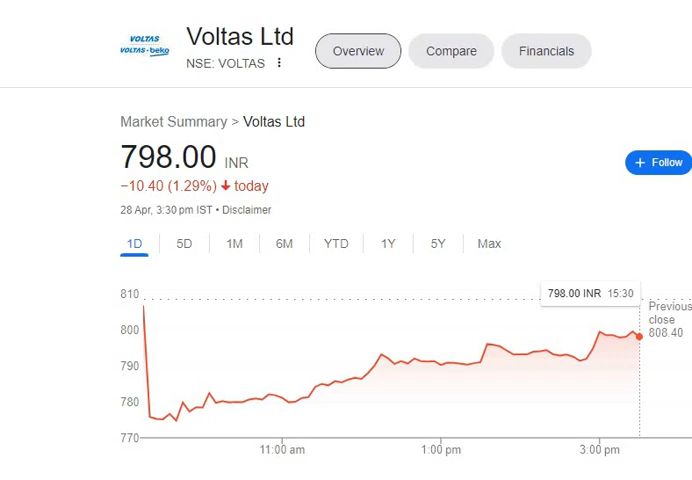 VOLTAS
VOLTAS beko
Voltas Ltd
NSE: VOLTAS
Overview
Compare
Financials
Market Summary > Voltas Ltd
798.00 INR
+ Follow
−10.40 (1.29%) ↓ today
28 Apr, 3:30 pm IST • Disclaimer
1D
5D
1M
6M
YTD
1Y
5Y
Max
798.00 INR 15:30
Previous
close
808.40
810
800
790
780
770
11:00 am
1:00 pm
3:00 pm